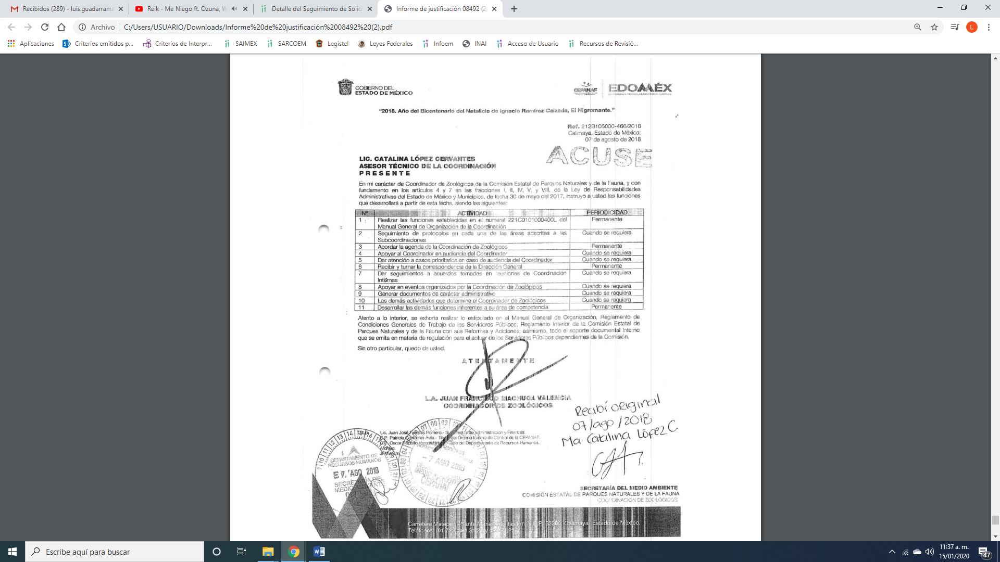 Recibidos (289) - luis.guadarrama
Reik - Me Niego ft. Ozuna, W
Detalle del Seguimiento de Solici
Informe de justificación 08492 (2
Archivo
C:/Users/USUARIO/Downloads/Informe%20de%20justificación%2008492%20(2).pdf
L
Aplicaciones
Criterios emitidos p...
Criterios de Interpr...
SAIMEX
SARCOEM
Legistel
Leyes Federales
Infoem
INAI
Acceso de Usuario
Recursos de Revisió...
GOBIERNO DEL
ESTADO DE MÉXICO
CEPANAF
EDOMÉX
"2018. Año del Bicentenario del Natalicio de Ignacio Ramírez Calzada, El Nigromante."
Ref. 212B105000-466/2018
Calimaya, Estado de México;
07 de agosto de 2018
ACUSE
LIC. CATALINA LÓPEZ CERVANTES
ASESOR TÉCNICO DE LA COORDINACIÓN
P R E S E N T E
En mi carácter de Coordinador de Zoológicos de la Comisión Estatal de Parques Naturales y de la Fauna, y con
fundamento en los artículos 4 y 7 en las fracciones I, II, IV, V, y VIII, de la Ley de Responsabilidades
Administrativas del Estado de México y Municipios, de fecha 30 de mayo del 2017, instruyo a usted las funciones
que desarrollará a partir de esta fecha, siendo las siguientes:
N° ACTIVIDAD PERIODICIDAD
1 Realizar las funciones establecidas en el numeral 221C0101000400L del Permanente
Manual General de Organización de la Coordinación
2 Seguimiento de protocolos en cada una de las áreas adscritas a las Cuando se requiera
Subcoordinaciones
3 Acordar la agenda de la Coordinación de Zoológicos Permanente
4 Apoyar al Coordinador en audiencia del Coordinador Cuando se requiera
5 Dar atención a casos prioritarios en caso de audiencia del Coordinador Cuando se requiera
6 Recibir y turnar la correspondencia de la Dirección General Permanente
7 Dar seguimientos a acuerdos tomados en reuniones de Coordinación Cuando se requiera
Internas
8 Apoyar en eventos organizados por la Coordinación de Zoológicos Cuando se requiera
9 Generar documentos de carácter administrativo Cuando se requiera
10 Las demás actividades que determine el Coordinador de Zoológicos Cuando se requiera
11 Desarrollar las demás funciones inherentes a su área de competencia Permanente
Atento a lo interior, se exhorta realizar lo estipulado en el Manual General de Organización, Reglamento de
Condiciones Generales de Trabajo de los Servidores Públicos; Reglamento Interior de la Comisión Estatal de
Parques Naturales y de la Fauna con sus Reformas y Adiciones; asimismo, todo el soporte documental Interno
que se emita en materia de regulación para el actuar de los Servidores Públicos dependientes de la Comisión.
Sin otro particular, quedo de usted.
A T E N T A M E N T E
L.A. JUAN FRANCISCO MACHUCA VALENCIA
COORDINADOR DE ZOOLÓGICOS
Recibí original
07/ago/2018
Ma. Catalina López C
Lic. Juan José Fuentes Romero.- Subdirector de Administración y Finanzas.
C.P. Patricia Contreras Avila.- Titular del Órgano Interno de Control de la CEPANAF.
C.P. Oscar Rodolfo Vargas Uribe.- Jefe del Departamento de Recursos Humanos.
Archivo.
DEPARTAMENTO DE
RECURSOS HUMANOS
7 AGO 2018
SECRETARÍA DEL
MEDIO AMBIENTE
- 7 AGO 2018
CEPANAF
SECRETARÍA DEL MEDIO AMBIENTE
COMISIÓN ESTATAL DE PARQUES NATURALES Y DE LA FAUNA
COORDINACIÓN DE ZOOLÓGICOS
Calimaya, Estado de México.
Escribe aquí para buscar
11:37 a. m.
15/01/2020
47